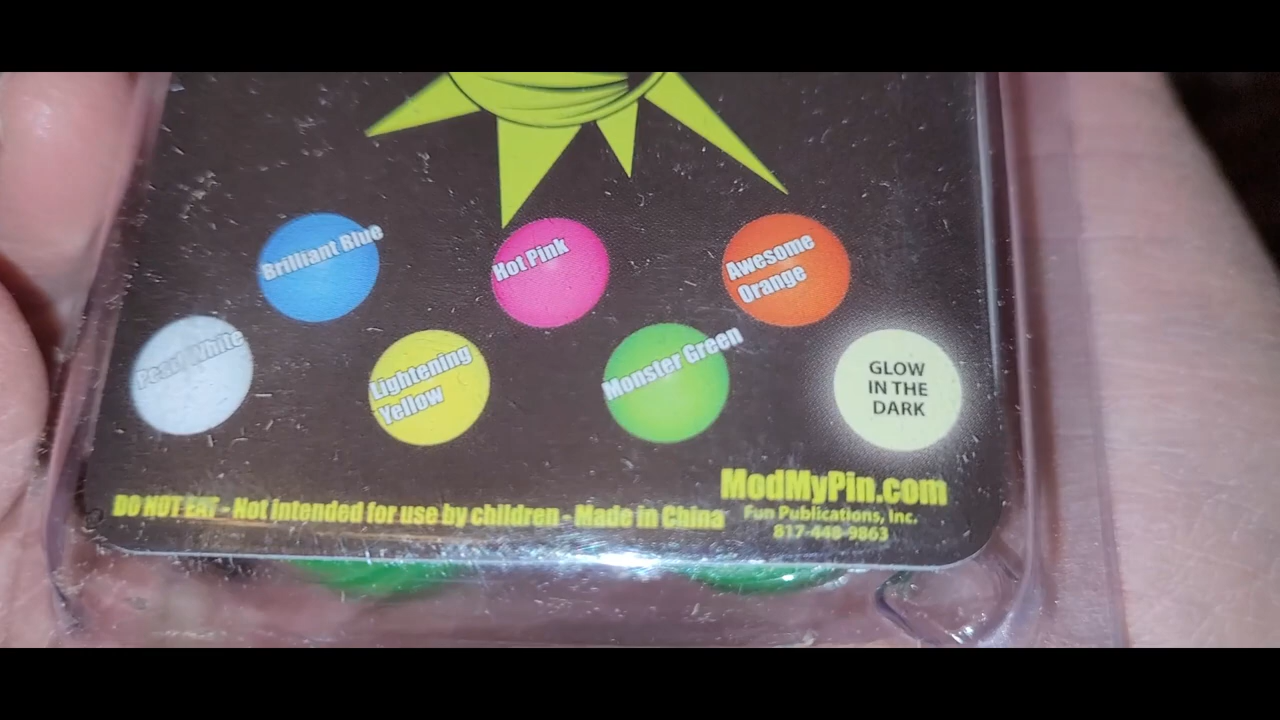 Brilliant Blue
Hot Pink
Awesome
Orange
Pearl White
Lightening
Yellow
Monster Green
GLOW
IN THE
DARK
ModMyPin.com
DO NOT EAT - Not intended for use by children - Made in China
Fun Publications, Inc.
817-448-9863